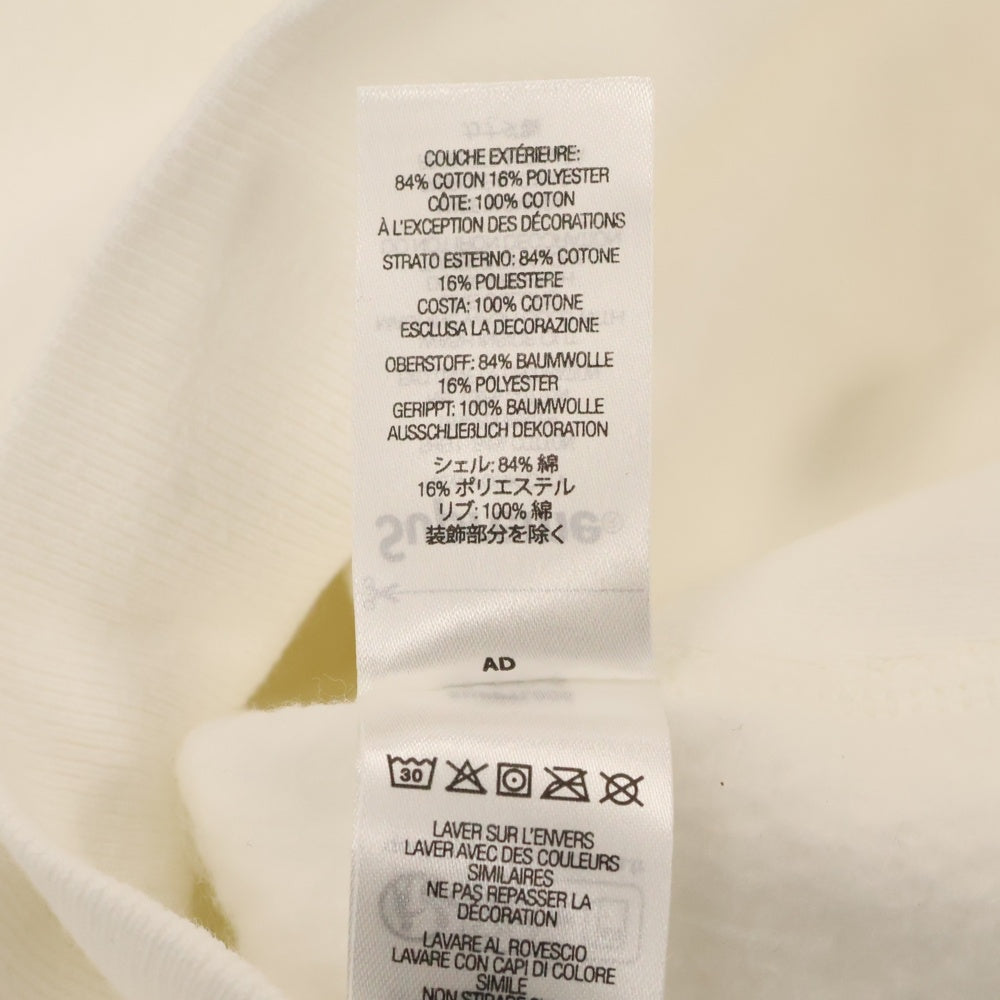 COUCHE EXTÉRIEURE:
84% COTON 16% POLYESTER
CÔTE: 100% COTON
À L'EXCEPTION DES DÉCORATIONS
STRATO ESTERNO: 84% COTONE
16% POLIESTERE
COSTA: 100% COTONE
ESCLUSA LA DECORAZIONE
OBERSTOFF: 84% BAUMWOLLE
16% POLYESTER
GERIPPT: 100% BAUMWOLLE
AUSSCHLIEßLICH DEKORATION
シェル: 84% 綿
16% ポリエステル
リブ: 100% 綿
装飾部分を除く
AD
30
LAVER SUR L'ENVERS
LAVER AVEC DES COULEURS
SIMILAIRES
NE PAS REPASSER LA
DÉCORATION
LAVARE AL ROVESCIO
LAVARE CON CAPI DI COLORE
SIMILE
NON